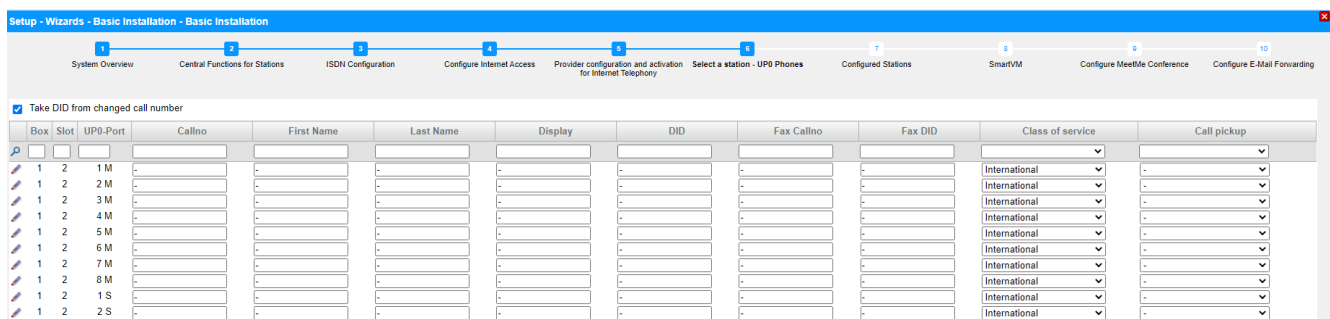 Setup - Wizards - Basic Installation - Basic Installation
1 2 3 4 5 6 7 8 9 10
System Overview Central Functions for Stations ISDN Configuration Configure Internet Access Provider configuration and activation for Internet Telephony Select a station - UP0 Phones Configured Stations SmartVM Configure MeetMe Conference Configure E-Mail Forwarding
Take DID from changed call number
Box Slot UP0-Port Callno First Name Last Name Display DID Fax Callno Fax DID Class of service Call pickup
1 2 1 M - - - - - - - International -
1 2 2 M - - - - - - - International -
1 2 3 M - - - - - - - International -
1 2 4 M - - - - - - - International -
1 2 5 M - - - - - - - International -
1 2 6 M - - - - - - - International -
1 2 7 M - - - - - - - International -
1 2 8 M - - - - - - - International -
1 2 1 S - - - - - - - International -
1 2 2 S - - - - - - - International -